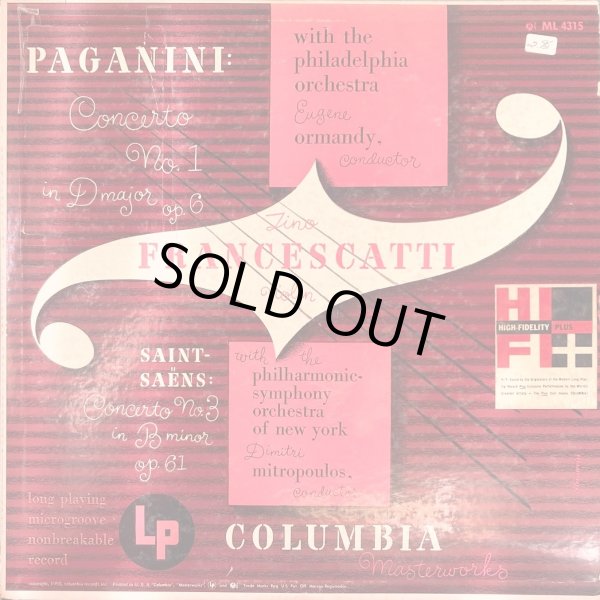 ML 4315
PAGANINI:
Concerto
No. 1
in D major
op. 6
with the
philadelphia
orchestra
Eugene
ormandy,
conductor
Zino
FRANCESCATTI
violin
SOLD OUT
HI
HIGH-FIDELITY PLUS
FI+
SAINT-
SAËNS:
Concerto No. 3
in B minor
op. 61
with the
philharmonic-
symphony
orchestra
of new york
Dimitri
mitropoulos,
conductor
long playing
microgroove
nonbreakable
record
Lp
COLUMBIA
Masterworks